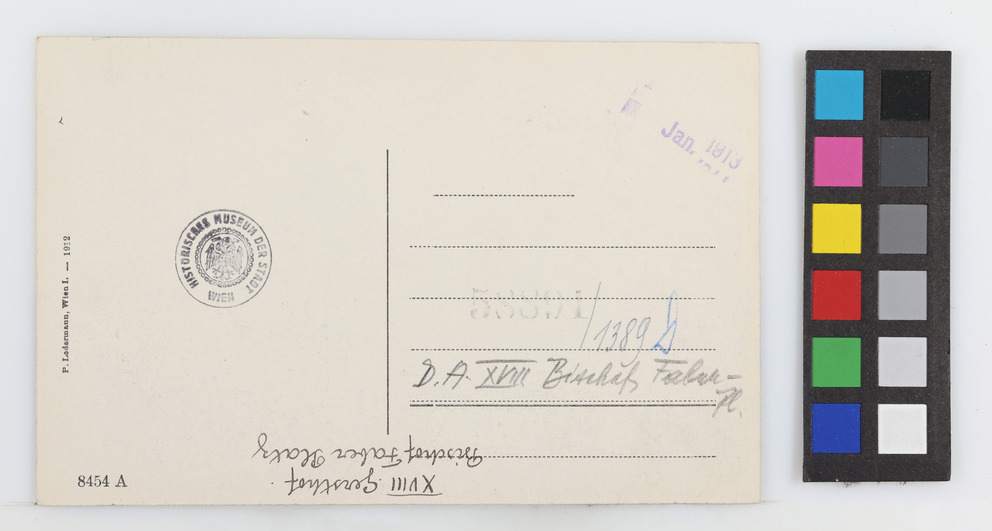 Jan. 1913
HISTORISCHES MUSEUM DER STADT
WIEN
P. Ledermann, Wien I. — 1912
/1389
D. A. XVIII Bischof Faber-
Pl.
XVIII Gersthof.
Bischof Faber Platz
8454 A